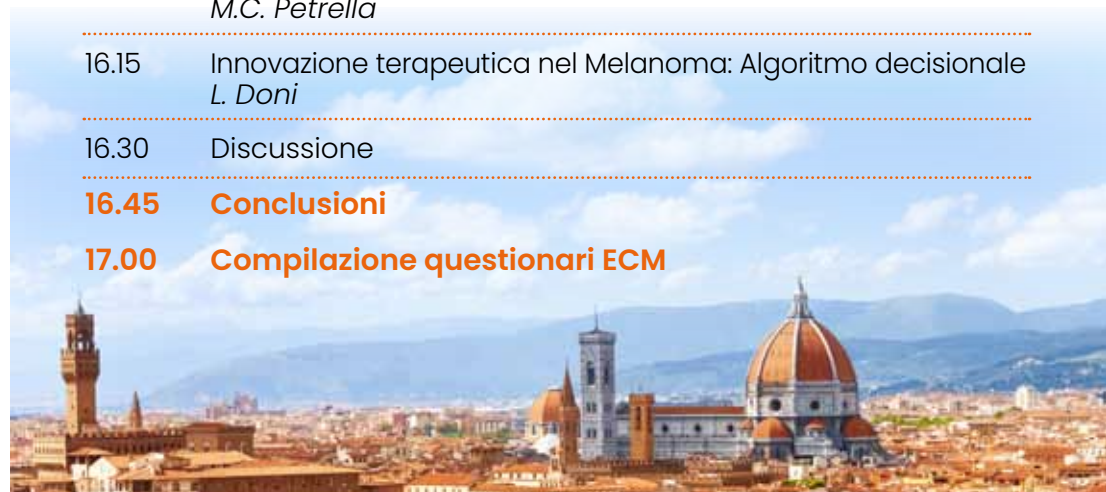 M.C. Petrella
16.15 Innovazione terapeutica nel Melanoma: Algoritmo decisionale
L. Doni
16.30 Discussione
16.45 Conclusioni
17.00 Compilazione questionari ECM